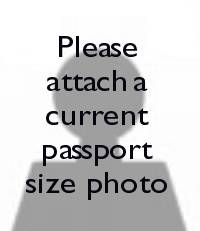 Please
attach a
current
passport
size photo